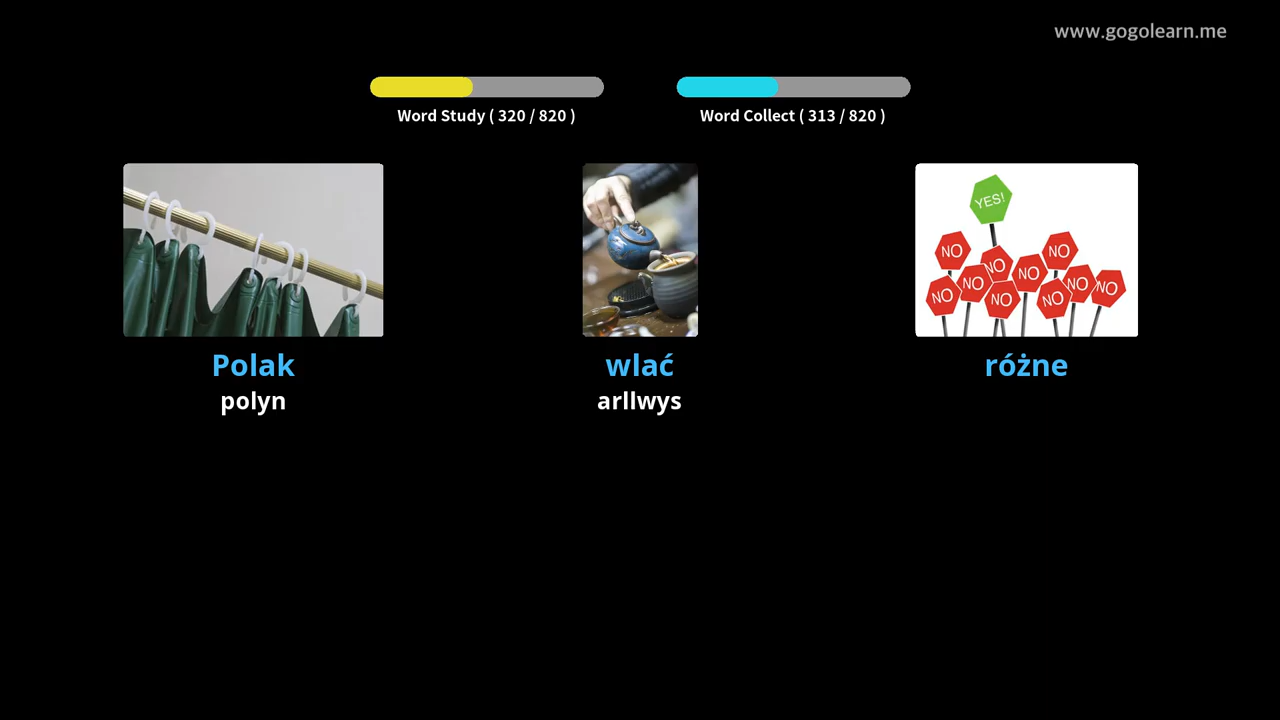 www.gogolearn.me
Word Study ( 320 / 820 )
Word Collect ( 313 / 820 )
YES!
NO
NO
NO
NO
NO
NO
NO
NO
NO
NO
Polak
wlać
różne
polyn
arllwys